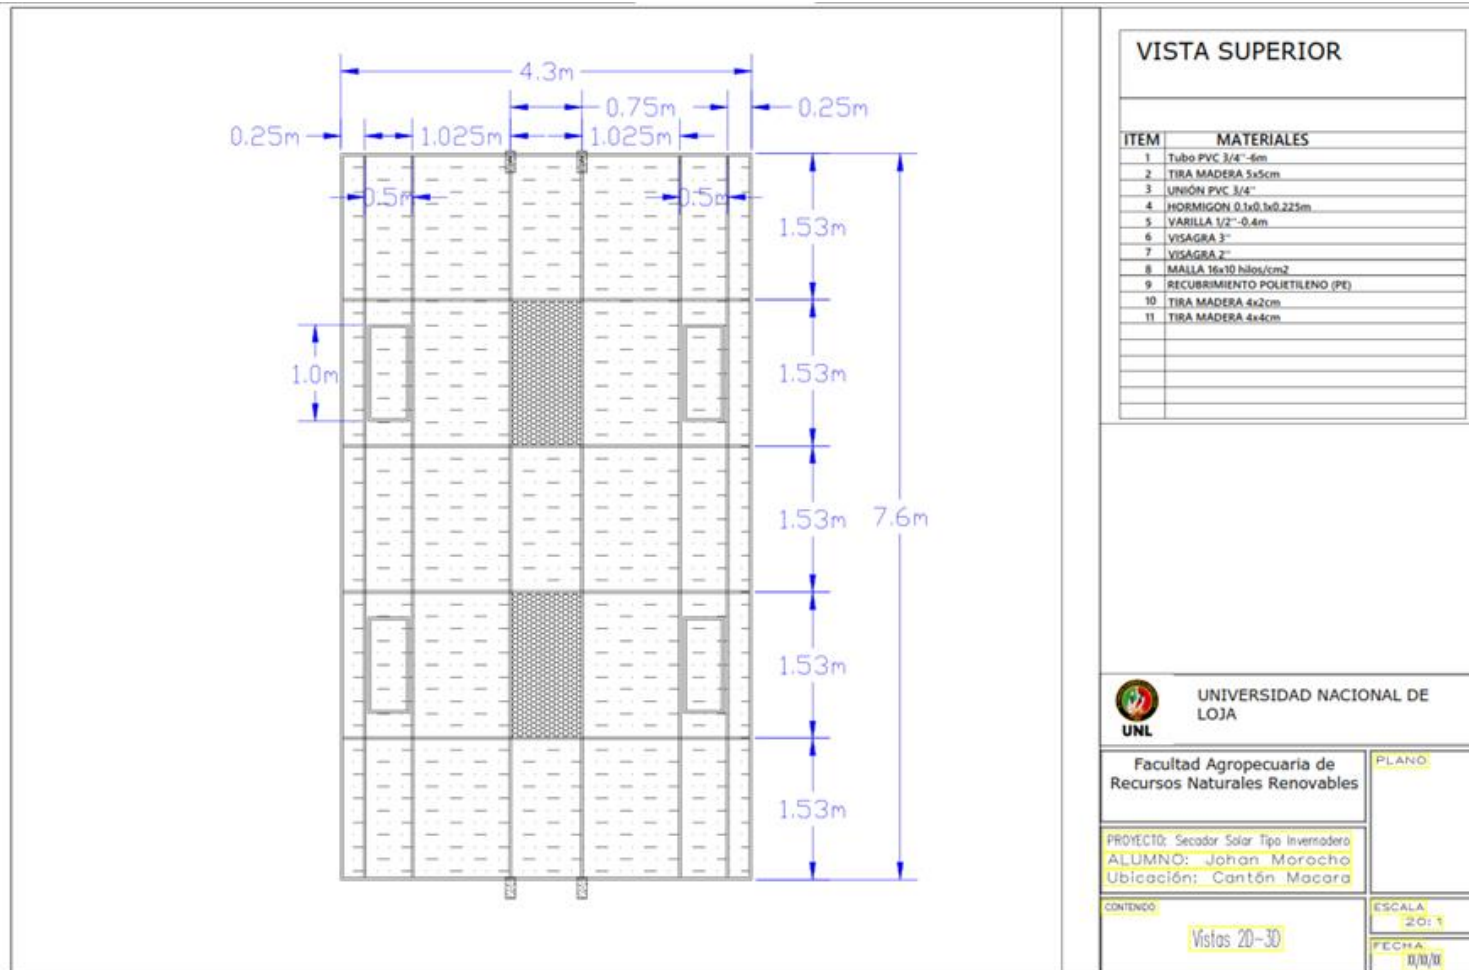 4.3m
0.75m
0.25m
0.25m
1.025m
1.025m
0.5m
0.5m
1.53m
1.53m
1.0m
1.53m
7.6m
1.53m
1.53m
VISTA SUPERIOR
ITEM MATERIALES
1 Tubo PVC 3/4´´-6m
2 TIRA MADERA 5x5cm
3 UNIÓN PVC 3/4´´
4 HORMIGON 0.1x0.1x0.225m
5 VARILLA 1/2´´-0.4m
6 VISAGRA 3´´
7 VISAGRA 2´´
8 MALLA 16x10 hilos/cm2
9 RECUBRIMIENTO POLIETILENO (PE)
10 TIRA MADERA 4x2cm
11 TIRA MADERA 4x4cm
UNL
UNIVERSIDAD NACIONAL DE
LOJA
Facultad Agropecuaria de
Recursos Naturales Renovables
PLANO
PROYECTO: Secador Solar Tipo Invernadero
ALUMNO: Johan Morocho
Ubicación: Cantón Macara
CONTENIDO
Vistas 2D-3D
ESCALA
20:1
FECHA